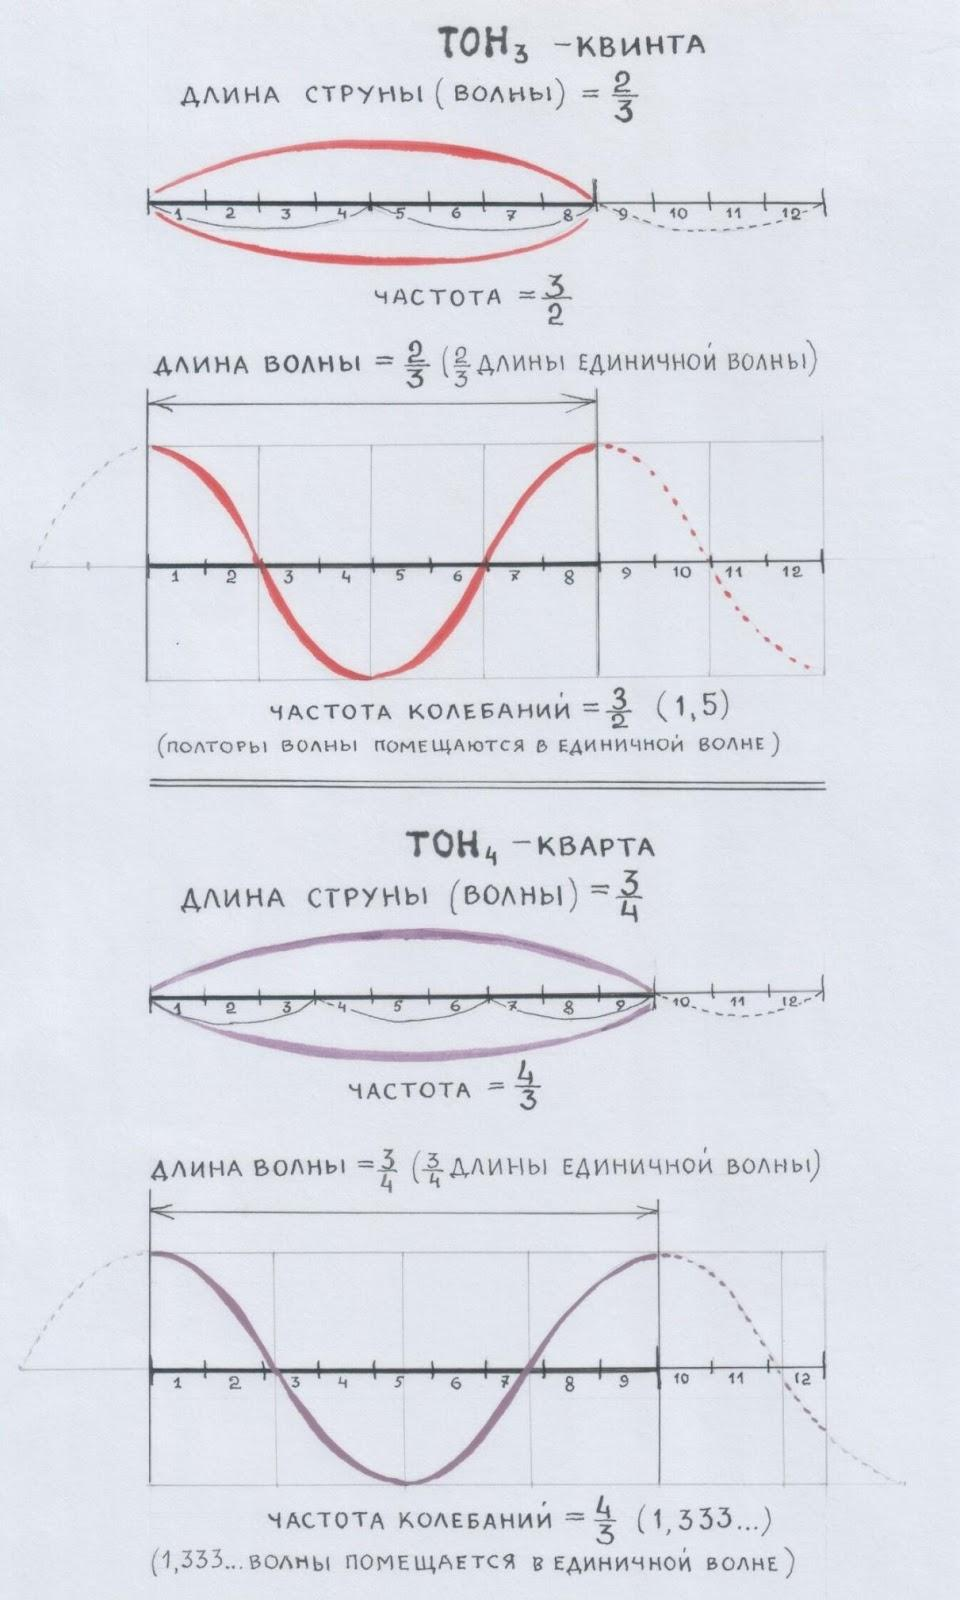 ТОН₃ – КВИНТА
ДЛИНА СТРУНЫ (ВОЛНЫ) = 2/3
1 2 3 4 5 6 7 8 9 10 11 12
ЧАСТОТА = 3/2
ДЛИНА ВОЛНЫ = 2/3 (2/3 ДЛИНЫ ЕДИНИЧНОЙ ВОЛНЫ)
1 2 3 4 5 6 7 8 9 10 11 12
ЧАСТОТА КОЛЕБАНИЙ = 3/2 (1,5)
(ПОЛТОРЫ ВОЛНЫ ПОМЕЩАЮТСЯ В ЕДИНИЧНОЙ ВОЛНЕ)
ТОН₄ – КВАРТА
ДЛИНА СТРУНЫ (ВОЛНЫ) = 3/4
1 2 3 4 5 6 7 8 9 10 11 12
ЧАСТОТА = 4/3
ДЛИНА ВОЛНЫ = 3/4 (3/4 ДЛИНЫ ЕДИНИЧНОЙ ВОЛНЫ)
1 2 3 4 5 6 7 8 9 10 11 12
ЧАСТОТА КОЛЕБАНИЙ = 4/3 (1,333...)
(1,333... ВОЛНЫ ПОМЕЩАЕТСЯ В ЕДИНИЧНОЙ ВОЛНЕ)